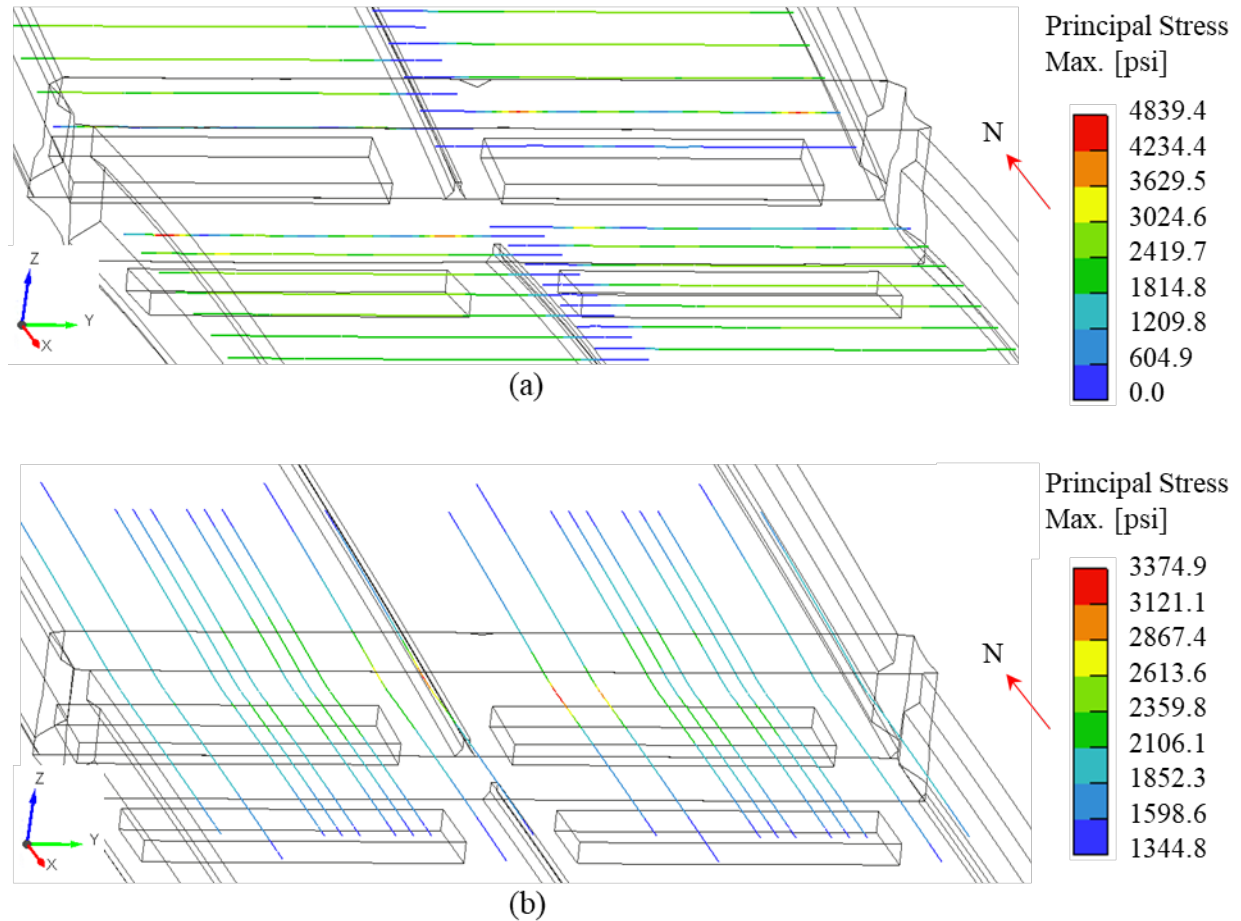 Principal Stress
Max. [psi]
4839.4
4234.4
3629.5
3024.6
2419.7
1814.8
1209.8
604.9
0.0
N
Z
Y
X
(a)
Principal Stress
Max. [psi]
3374.9
3121.1
2867.4
2613.6
2359.8
2106.1
1852.3
1598.6
1344.8
N
Z
Y
X
(b)